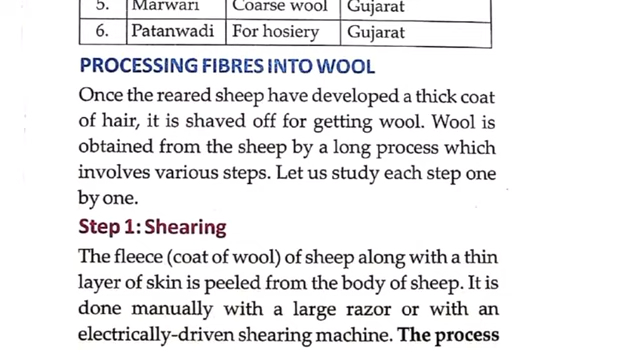 5. Marwari Coarse wool Gujarat
6. Patanwadi For hosiery Gujarat
PROCESSING FIBRES INTO WOOL
Once the reared sheep have developed a thick coat
of hair, it is shaved off for getting wool. Wool is
obtained from the sheep by a long process which
involves various steps. Let us study each step one
by one.
Step 1: Shearing
The fleece (coat of wool) of sheep along with a thin
layer of skin is peeled from the body of sheep. It is
done manually with a large razor or with an
electrically-driven shearing machine. The process